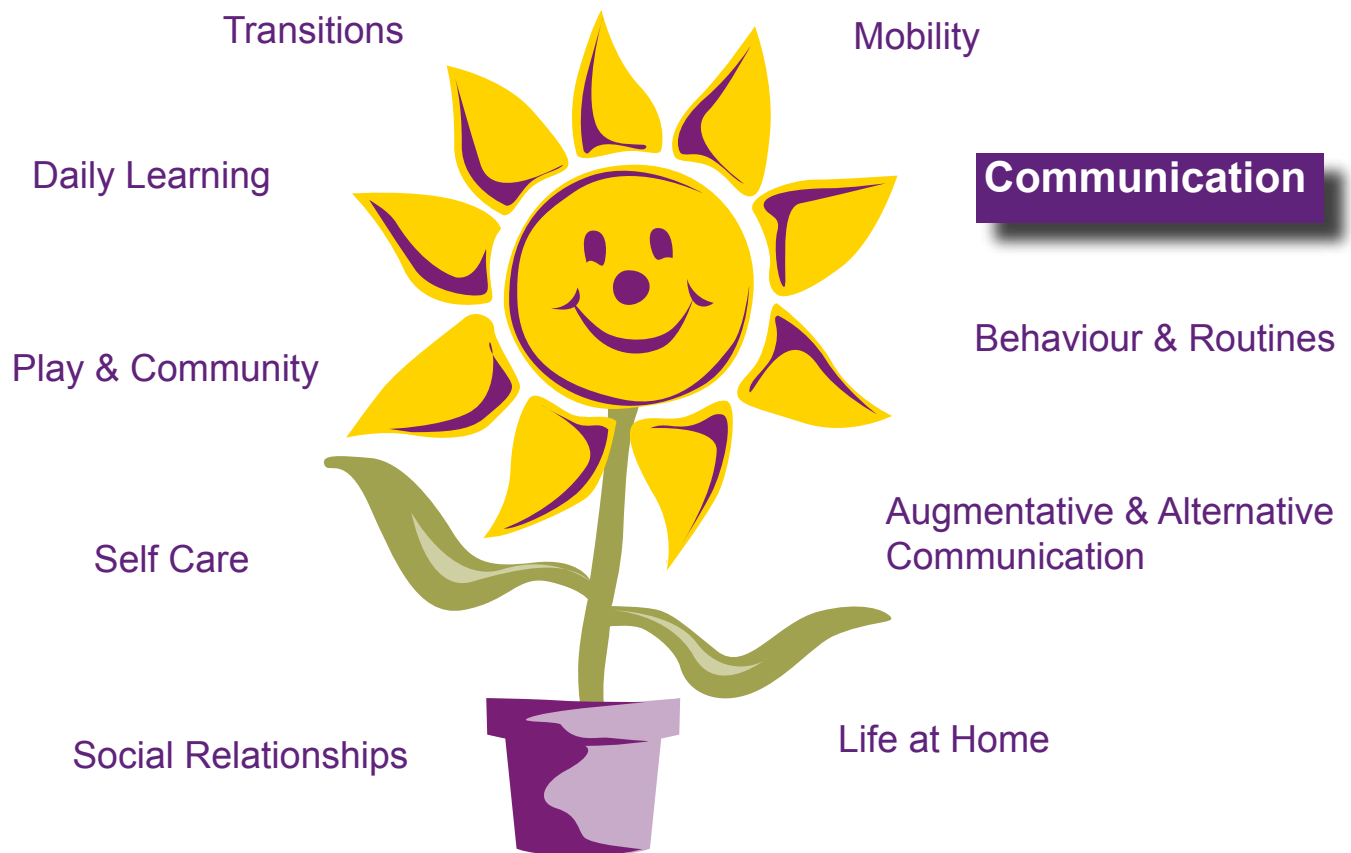 Transitions
Mobility
Daily Learning
Communication
Play & Community
Behaviour & Routines
Self Care
Augmentative & Alternative
Communication
Social Relationships
Life at Home